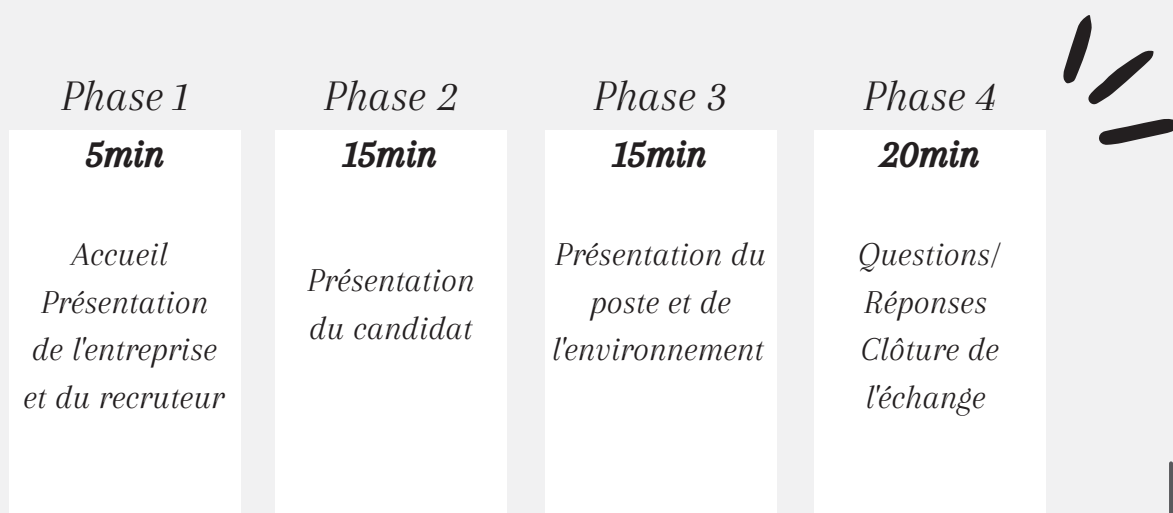 Phase 1
5min
Accueil
Présentation
de l'entreprise
et du recruteur
Phase 2
15min
Présentation
du candidat
Phase 3
15min
Présentation du
poste et de
l'environnement
Phase 4
20min
Questions/
Réponses
Clôture de
l'échange